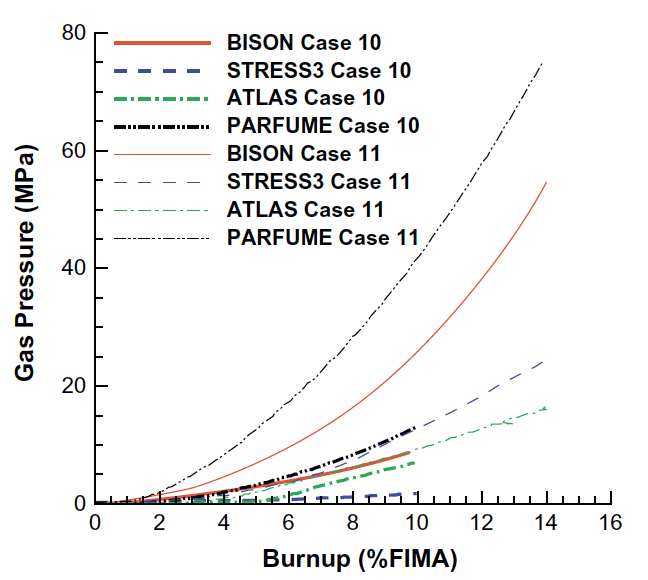 80
60
40
20
0
Gas Pressure (MPa)
BISON Case 10
STRESS3 Case 10
ATLAS Case 10
PARFUME Case 10
BISON Case 11
STRESS3 Case 11
ATLAS Case 11
PARFUME Case 11
0 2 4 6 8 10 12 14 16
Burnup (%FIMA)